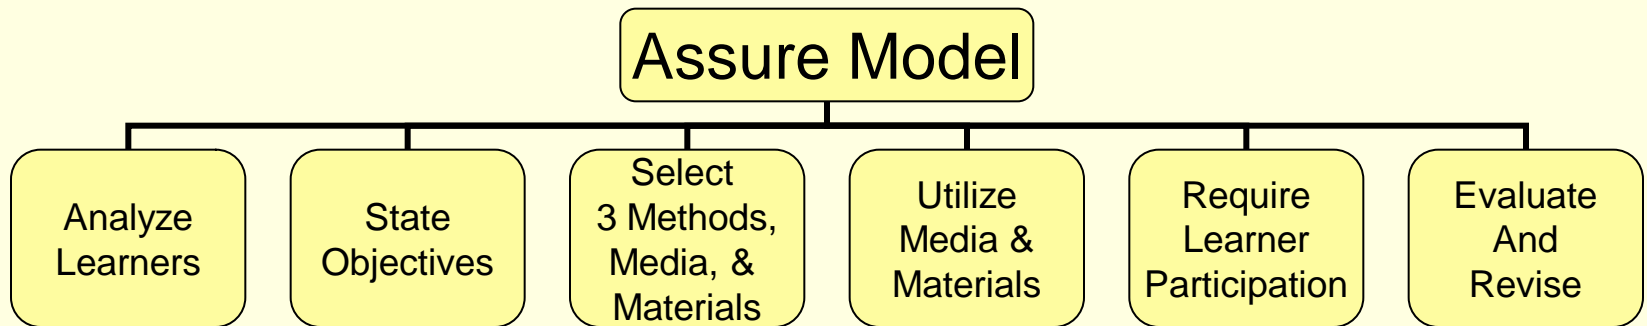 Assure Model
Analyze
Learners
State
Objectives
Select
3 Methods,
Media, &
Materials
Utilize
Media &
Materials
Require
Learner
Participation
Evaluate
And
Revise